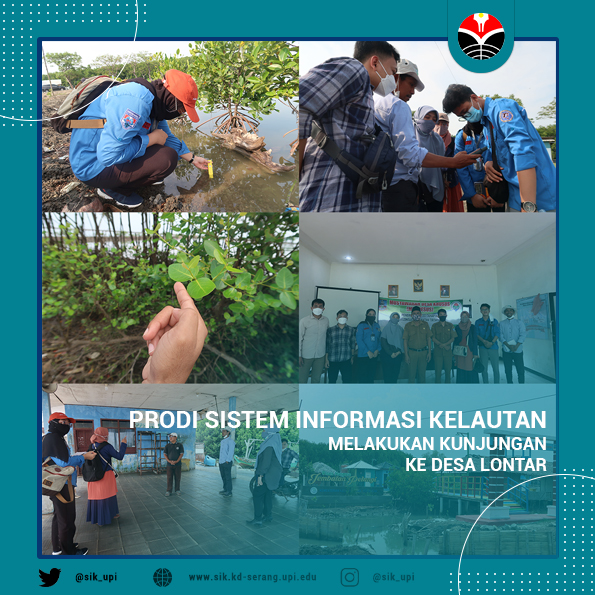 PRODI SISTEM INFORMASI KELAUTAN
MELAKUKAN KUNJUNGAN
KE DESA LONTAR
@sik_upi
www.sik.kd-serang.upi.edu
@sik_upi